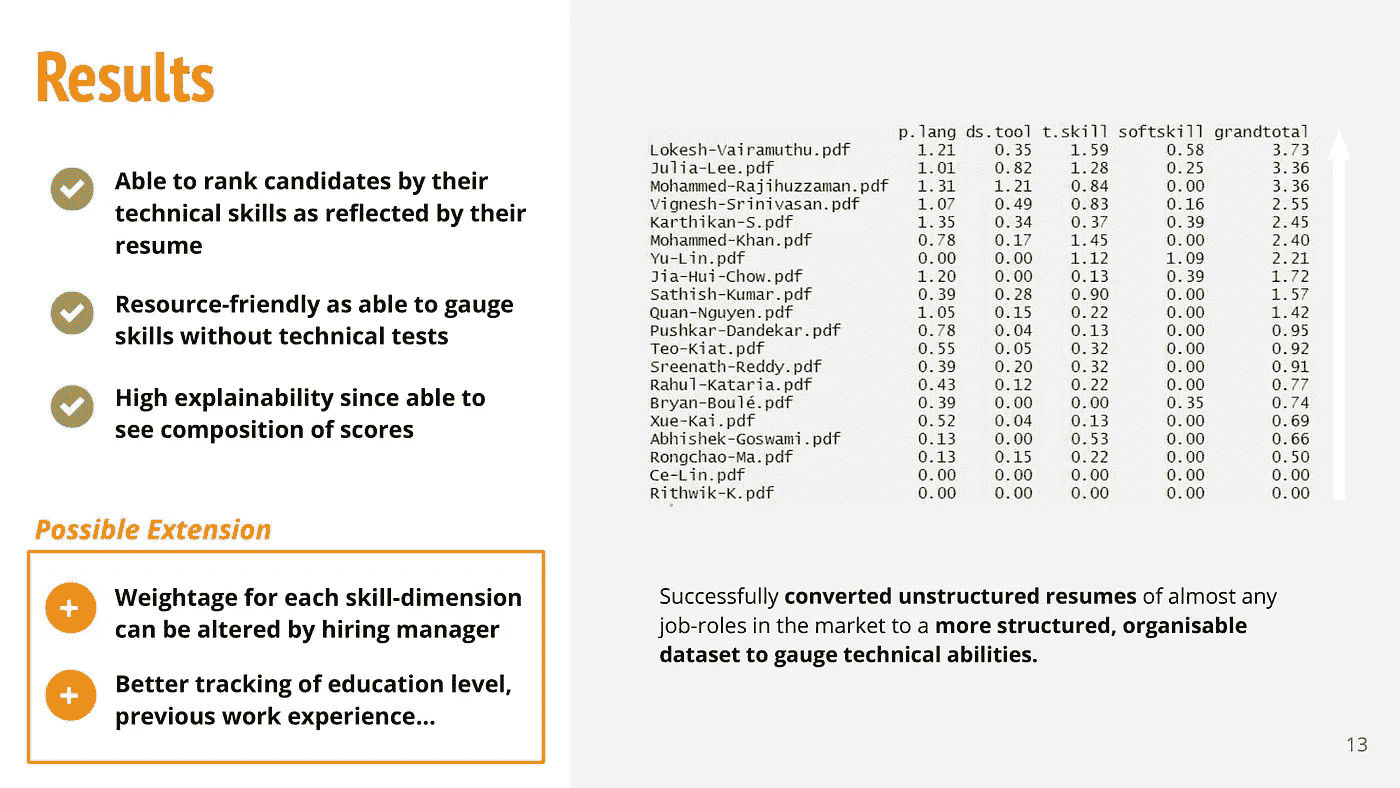 Results
Able to rank candidates by their
technical skills as reflected by their
resume
Resource-friendly as able to gauge
skills without technical tests
High explainability since able to
see composition of scores
Possible Extension
Weightage for each skill-dimension
can be altered by hiring manager
Better tracking of education level,
previous work experience...
p.lang ds.tool t.skill softskill grandtotal
Lokesh-Vairamuthu.pdf 1.21 0.35 1.59 0.58 3.73
Julia-Lee.pdf 1.01 0.82 1.28 0.25 3.36
Mohammed-Rajihuzzaman.pdf 1.31 1.21 0.84 0.00 3.36
Vignesh-Srinivasan.pdf 1.07 0.49 0.83 0.16 2.55
Karthikan-S.pdf 1.35 0.34 0.37 0.39 2.45
Mohammed-Khan.pdf 0.78 0.17 1.45 0.00 2.40
Yu-Lin.pdf 0.00 0.00 1.12 1.09 2.21
Jia-Hui-Chow.pdf 1.20 0.00 0.13 0.39 1.72
Sathish-Kumar.pdf 0.39 0.28 0.90 0.00 1.57
Quan-Nguyen.pdf 1.05 0.15 0.22 0.00 1.42
Pushkar-Dandekar.pdf 0.78 0.04 0.13 0.00 0.95
Teo-Kiat.pdf 0.55 0.05 0.32 0.00 0.92
Sreenath-Reddy.pdf 0.39 0.20 0.32 0.00 0.91
Rahul-Kataria.pdf 0.43 0.12 0.22 0.00 0.77
Bryan-Boulé.pdf 0.39 0.00 0.00 0.35 0.74
Xue-Kai.pdf 0.52 0.04 0.13 0.00 0.69
Abhishek-Goswami.pdf 0.13 0.00 0.53 0.00 0.66
Rongchao-Ma.pdf 0.13 0.15 0.22 0.00 0.50
Ce-Lin.pdf 0.00 0.00 0.00 0.00 0.00
Rithwik-K.pdf 0.00 0.00 0.00 0.00 0.00
Successfully converted unstructured resumes of almost any
job-roles in the market to a more structured, organisable
dataset to gauge technical abilities.
13